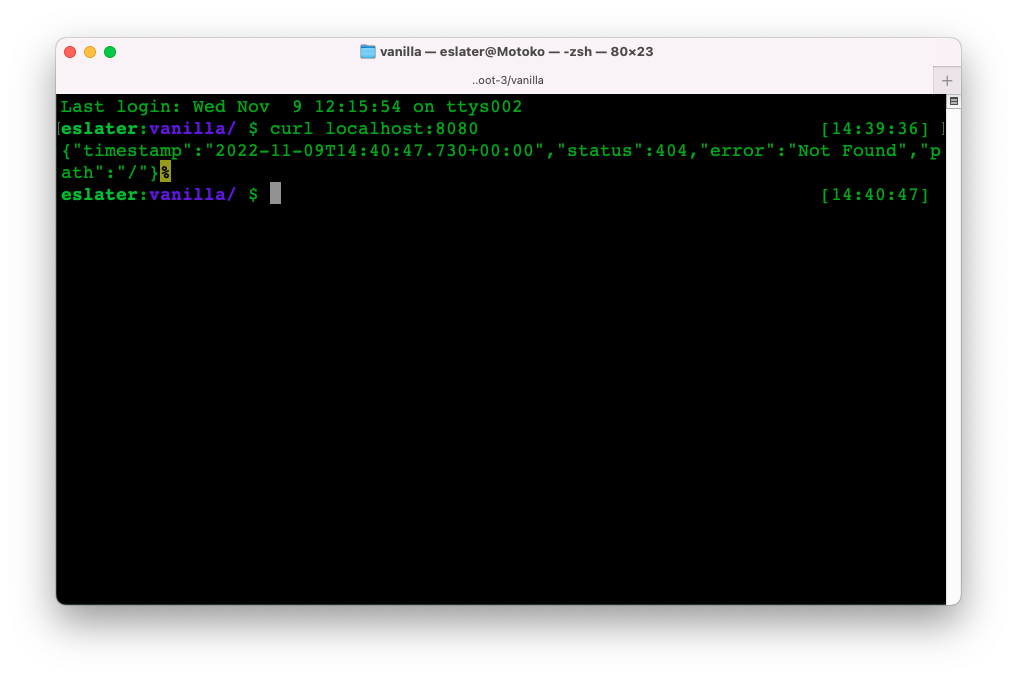 vanilla — eslater@Motoko — -zsh — 80×23
..oot-3/vanilla
Last login: Wed Nov  9 12:15:54 on ttys002
[eslater:vanilla/ $ curl localhost:8080 [14:39:36] ]
{"timestamp":"2022-11-09T14:40:47.730+00:00","status":404,"error":"Not Found","p
ath":"/"}%
eslater:vanilla/ $ [14:40:47]